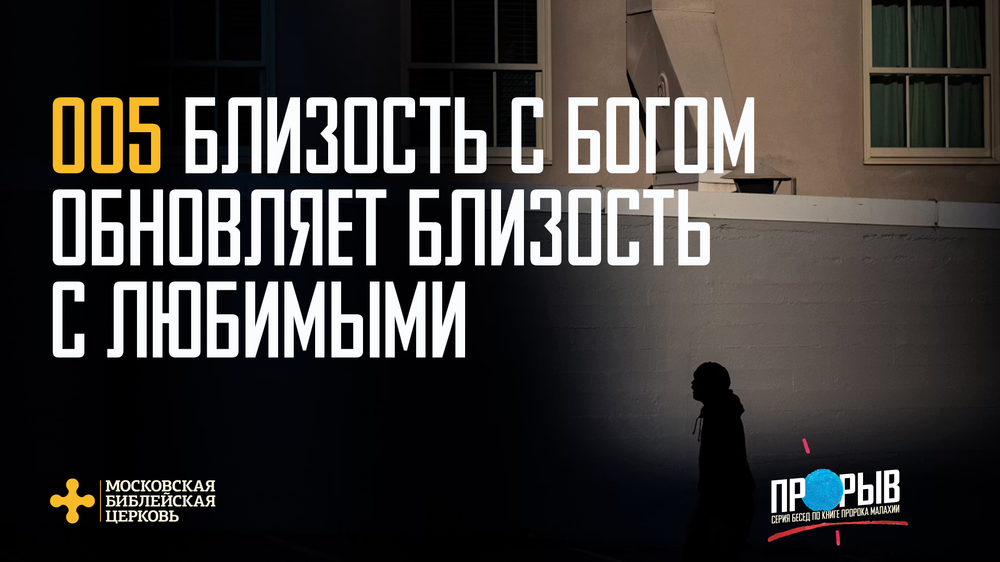 005 БЛИЗОСТЬ С БОГОМ
ОБНОВЛЯЕТ БЛИЗОСТЬ
С ЛЮБИМЫМИ
МОСКОВСКАЯ
БИБЛЕЙСКАЯ
ЦЕРКОВЬ
ПРОРЫВ
СЕРИЯ БЕСЕД ПО КНИГЕ ПРОРОКА МАЛАХИИ